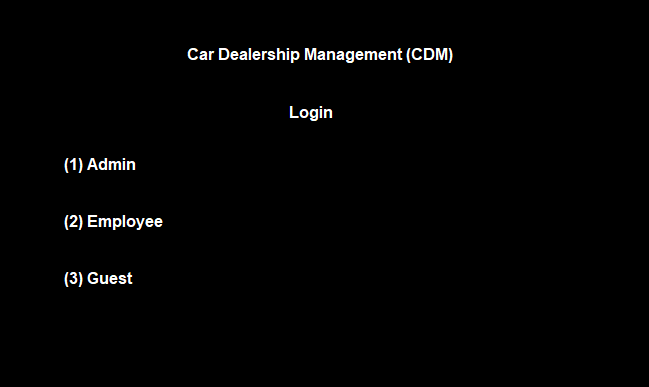 Car Dealership Management (CDM)
Login
(1) Admin
(2) Employee
(3) Guest